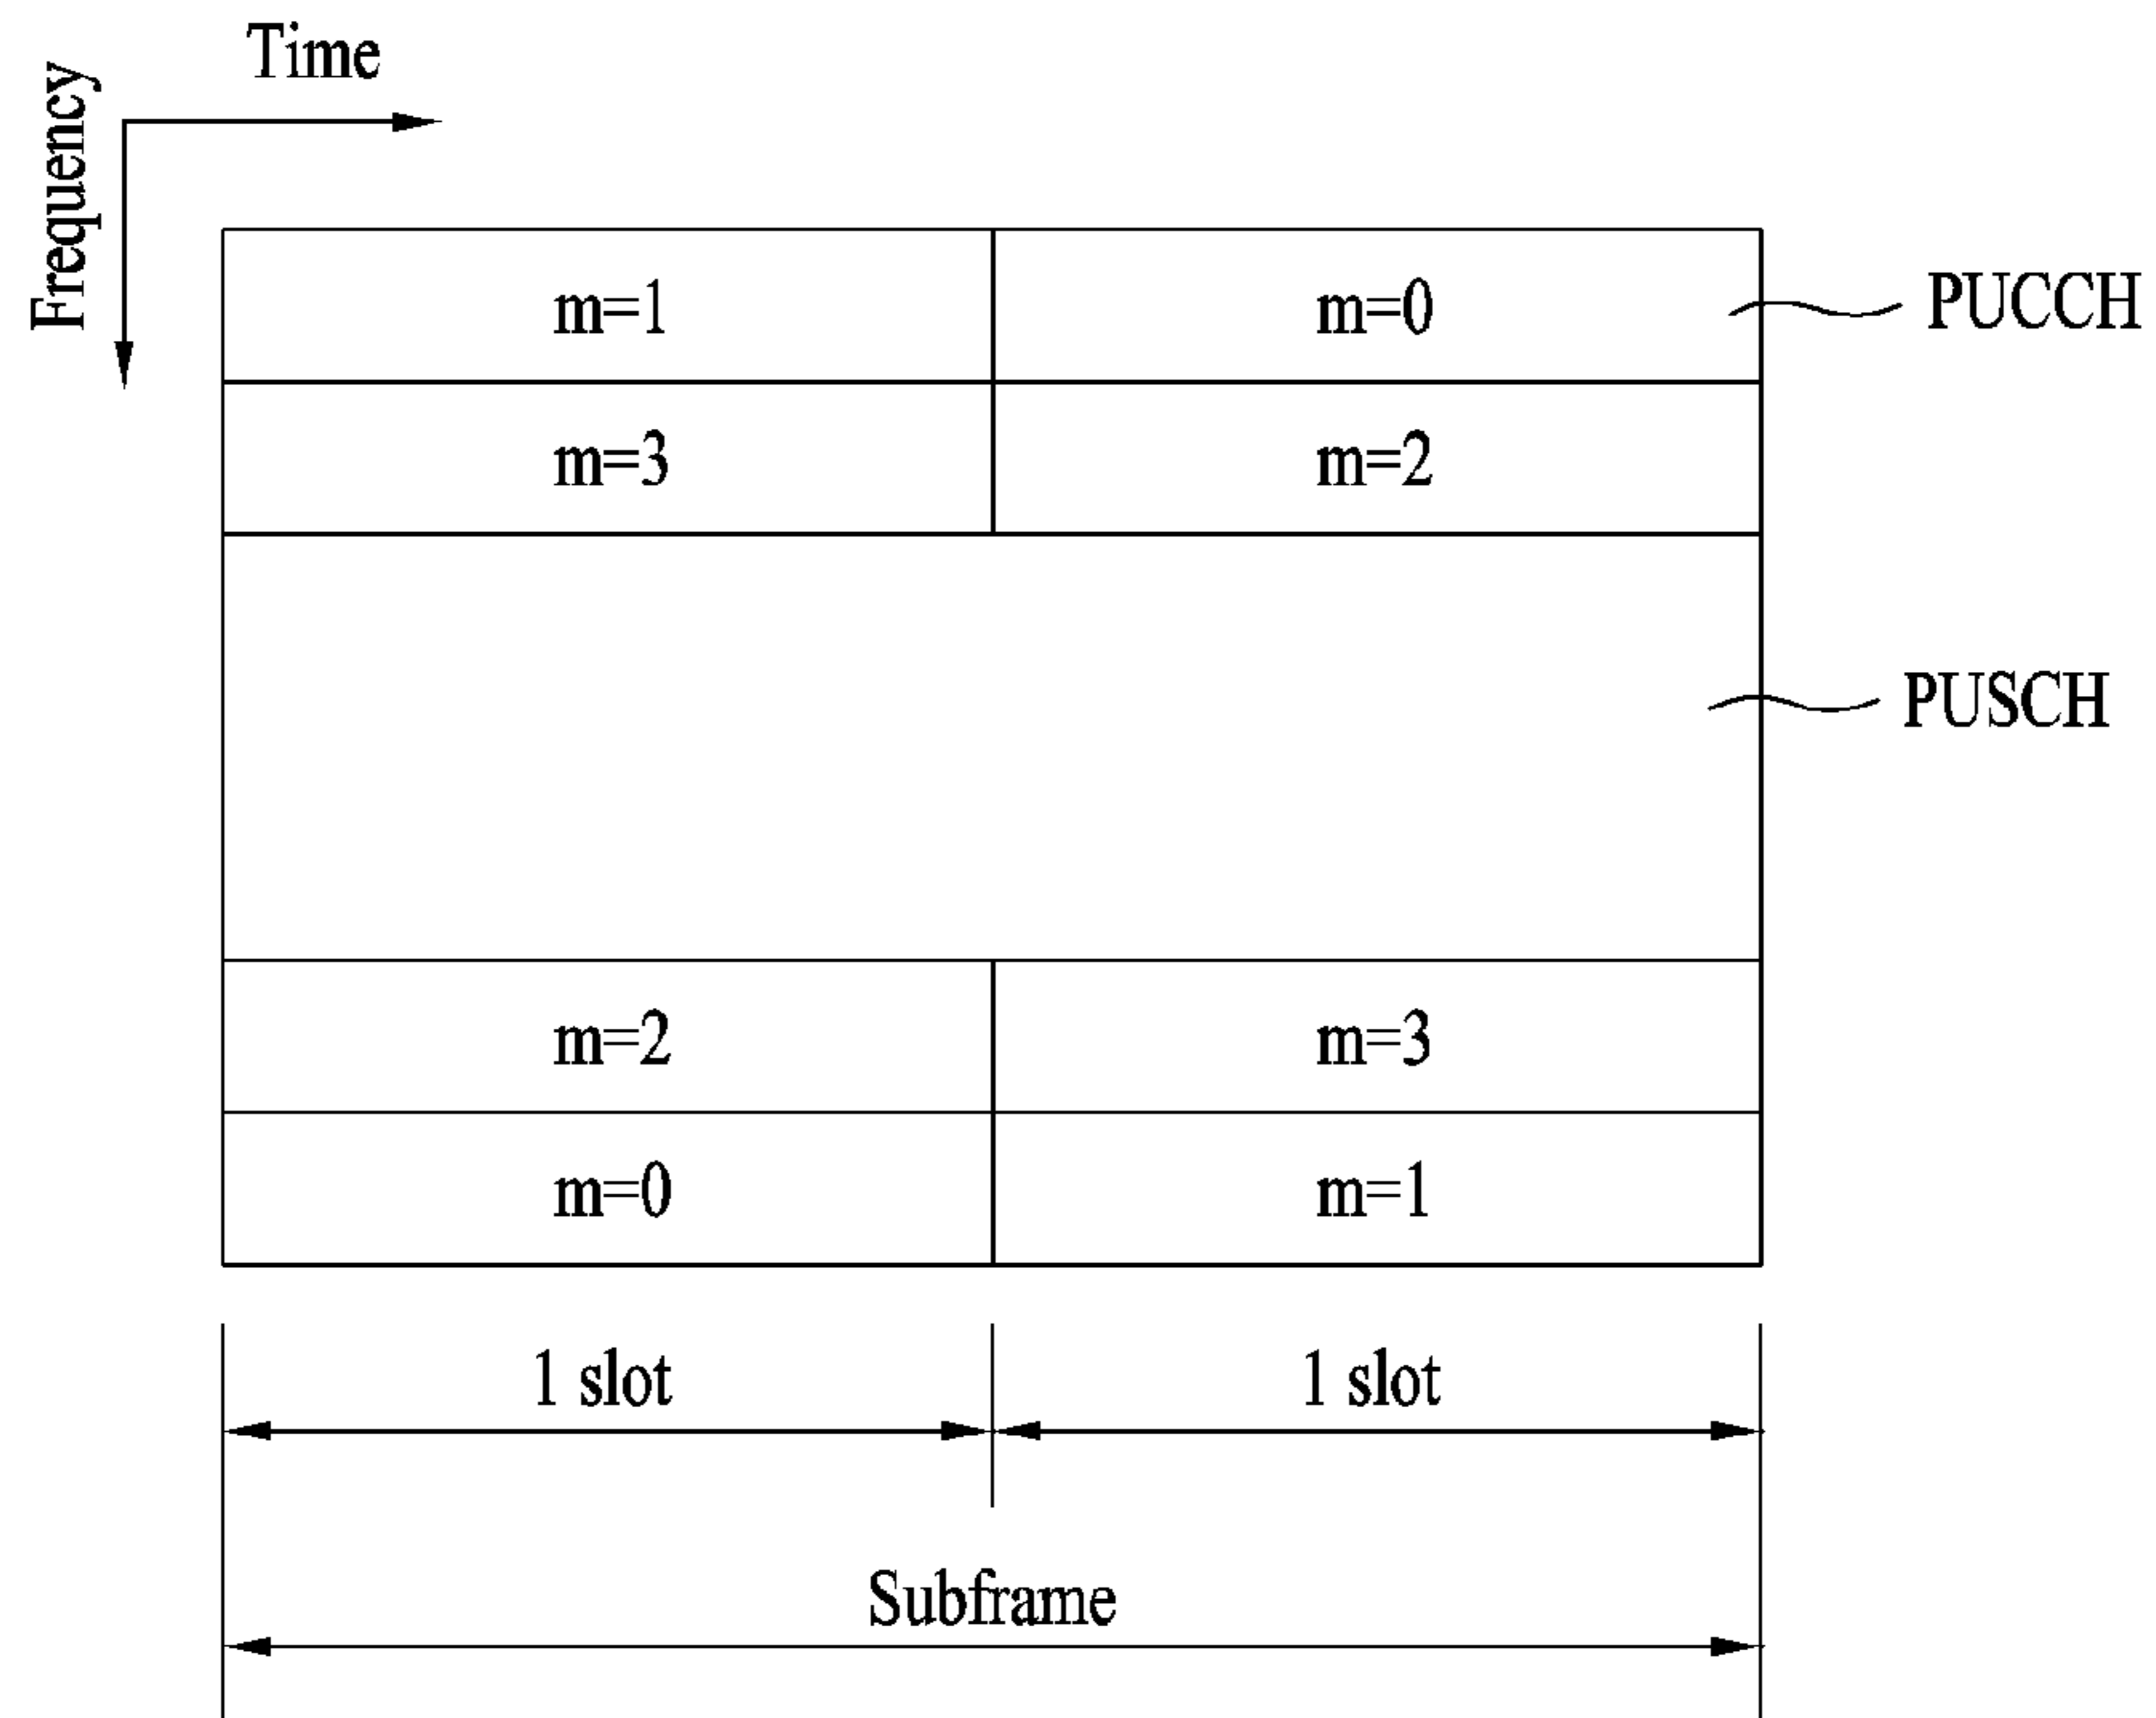 Time
Frequency
m=1 m=0 PUCCH
m=3 m=2
PUSCH
m=2 m=3
m=0 m=1
1 slot 1 slot
Subframe